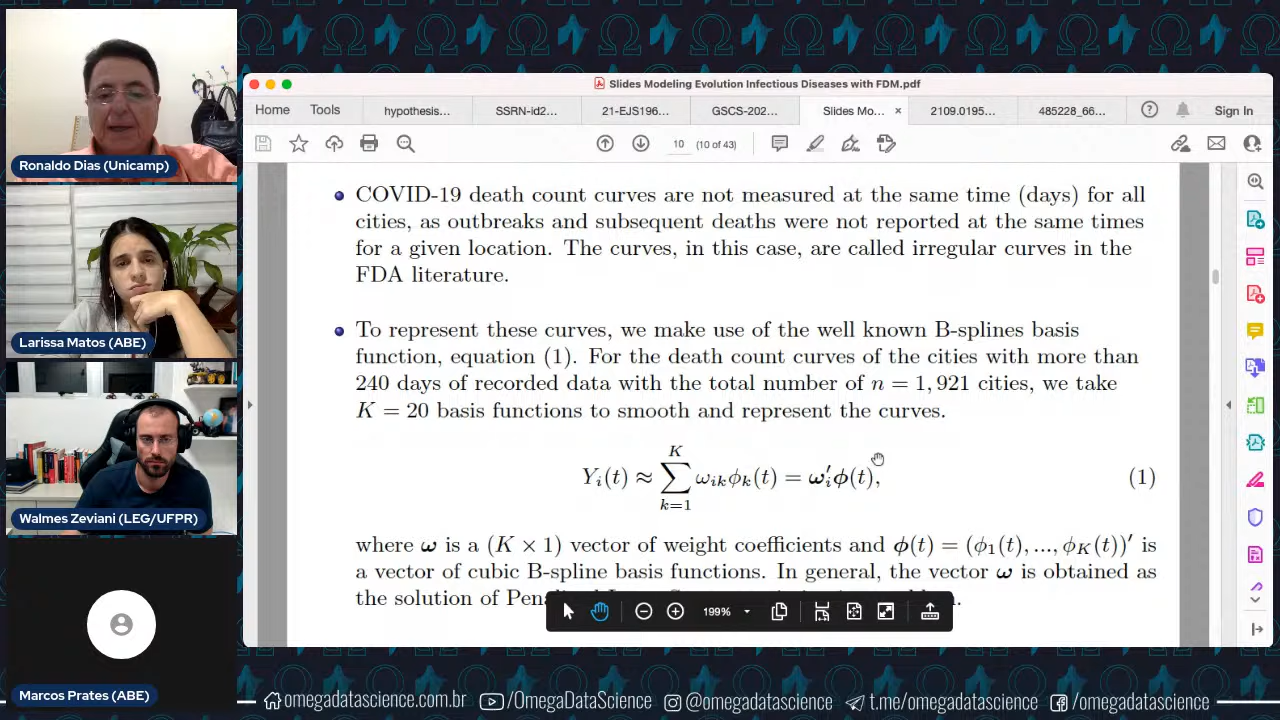 Ronaldo Dias (Unicamp)
Larissa Matos (ABE)
Walmes Zeviani (LEG/UFPR)
Marcos Prates (ABE)
Slides Modeling Evolution Infectious Diseases with FDM.pdf
Home Tools hypothesis... SSRN-id2... 21-EJS196... GSCS-202... Slides Mo... × 2109.0195... 485228_66... Sign In
10 (10 of 43)
COVID-19 death count curves are not measured at the same time (days) for all
cities, as outbreaks and subsequent deaths were not reported at the same times
for a given location. The curves, in this case, are called irregular curves in the
FDA literature.
To represent these curves, we make use of the well known B-splines basis
function, equation (1). For the death count curves of the cities with more than
240 days of recorded data with the total number of n = 1, 921 cities, we take
K = 20 basis functions to smooth and represent the curves.
Y_i(t) ≈ ∑_{k=1}^{K} ω_{ik}ϕ_k(t) = ω′_iϕ(t), (1)
where ω is a (K × 1) vector of weight coefficients and ϕ(t) = (ϕ_1(t), ..., ϕ_K(t))′ is
a vector of cubic B-spline basis functions. In general, the vector ω is obtained as
the solution of
199%
omegadatascience.com.br /OmegaDataScience @omegadatascience t.me/omegadatascience /omegadatascience